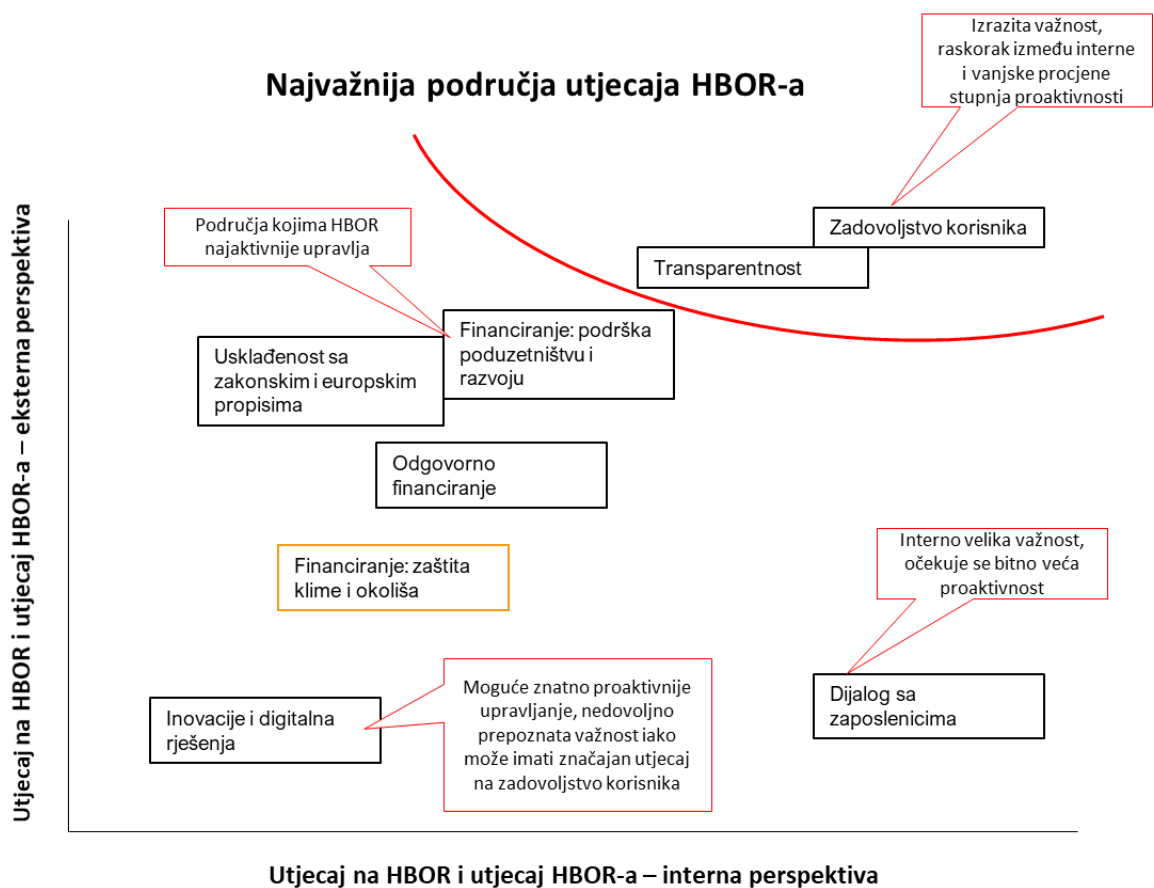 Izrazita važnost,
raskorak između interne
i vanjske procjene
stupnja proaktivnosti
Najvažnija područja utjecaja HBOR-a
Područja kojima HBOR
najaktivnije upravlja
Zadovoljstvo korisnika
Transparentnost
Financiranje: podrška
poduzetništvu i
razvoju
Usklađenost sa
zakonskim i europskim
propisima
Odgovorno
financiranje
Financiranje: zaštita
klime i okoliša
Interno velika važnost,
očekuje se bitno veća
proaktivnost
Inovacije i digitalna
rješenja
Moguće znatno proaktivnije
upravljanje, nedovoljno
prepoznata važnost iako
može imati značajan utjecaj
na zadovoljstvo korisnika
Dijalog sa
zaposlenicima
Utjecaj na HBOR i utjecaj HBOR-a – eksterna perspektiva
Utjecaj na HBOR i utjecaj HBOR-a – interna perspektiva